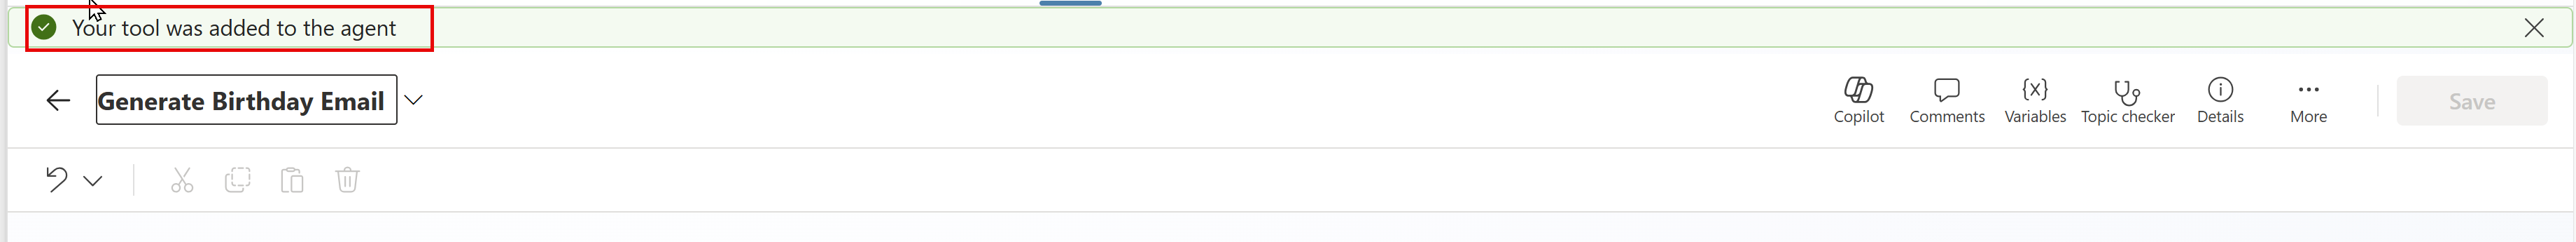 Your tool was added to the agent
Generate Birthday Email
Copilot
Comments
{x}
Variables
Topic checker
Details
More
Save